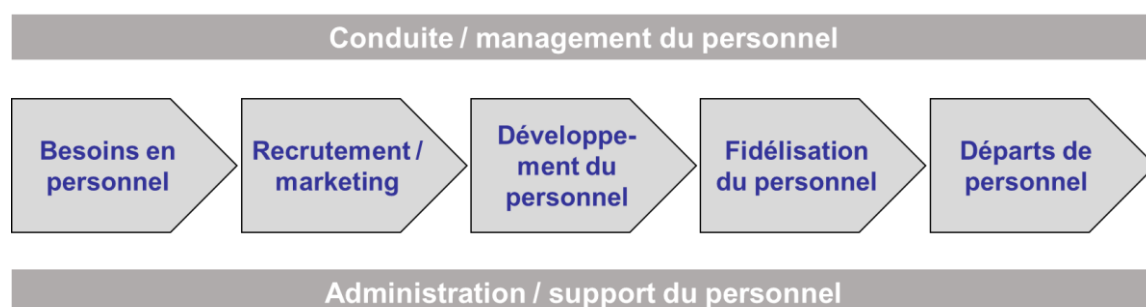 Conduite / management du personnel
Besoins en
personnel
Recrutement /
marketing
Développe-
ment du
personnel
Fidélisation
du personnel
Départs de
personnel
Administration / support du personnel